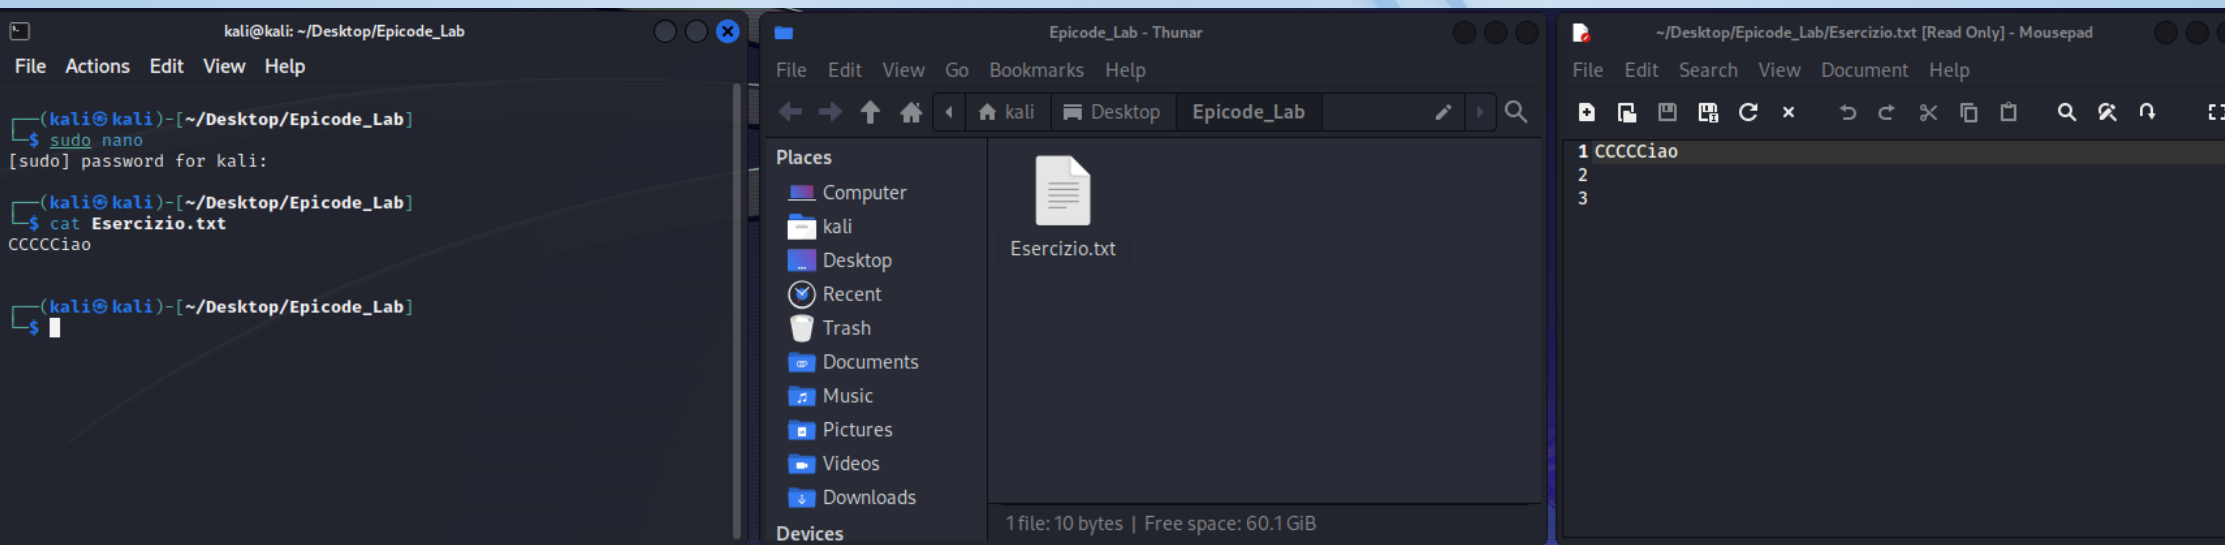 kali@kali: ~/Desktop/Epicode_Lab
File Actions Edit View Help
(kali㉿kali)-[~/Desktop/Epicode_Lab]
$ sudo nano
[sudo] password for kali:
(kali㉿kali)-[~/Desktop/Epicode_Lab]
$ cat Esercizio.txt
CCCCCiao
(kali㉿kali)-[~/Desktop/Epicode_Lab]
$
Epicode_Lab - Thunar
File Edit View Go Bookmarks Help
kali Desktop Epicode_Lab
Places
Computer
kali
Desktop
Recent
Trash
Documents
Music
Pictures
Videos
Downloads
Devices
Esercizio.txt
1 file: 10 bytes | Free space: 60.1 GiB
~/Desktop/Epicode_Lab/Esercizio.txt [Read Only] - Mousepad
File Edit Search View Document Help
1 CCCCCiao
2
3